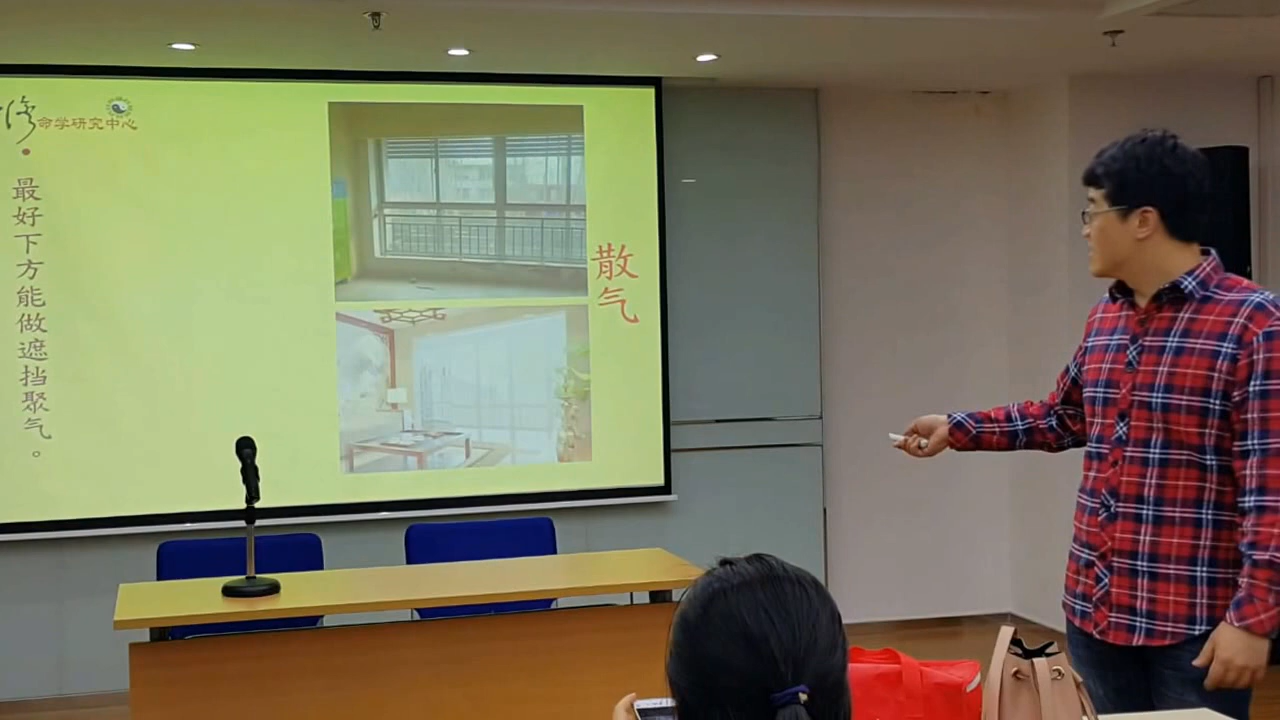 命学研究中心
散气
最好下方能做遮挡聚气。